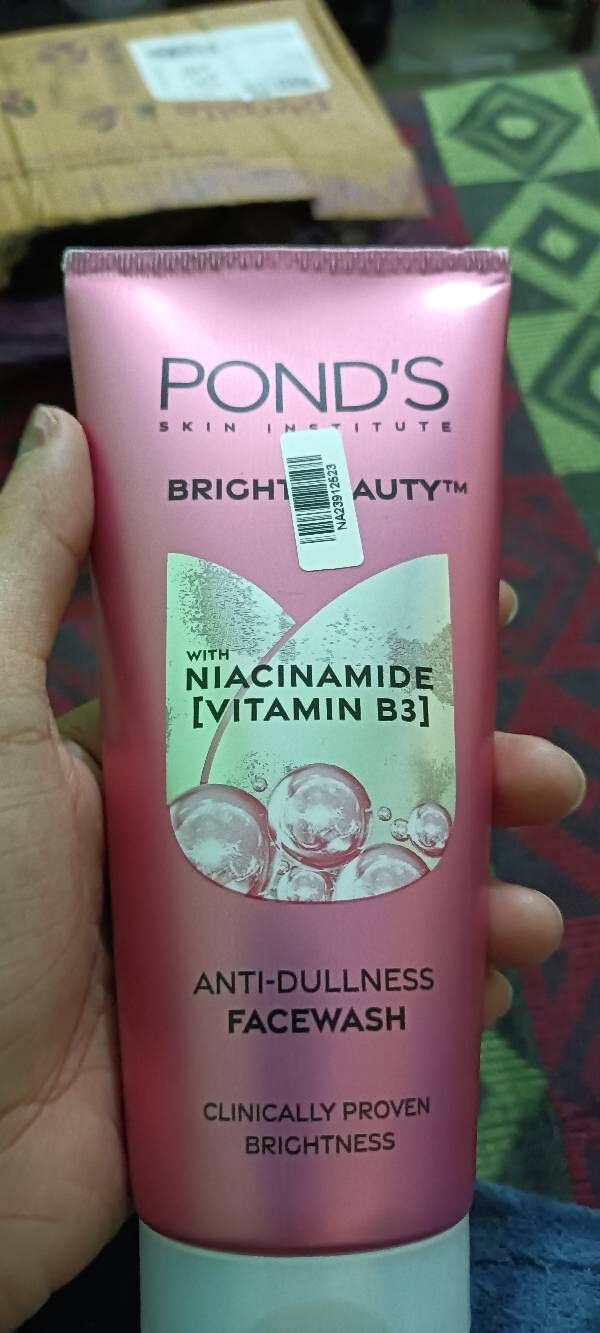 POND'S
SKIN INSTITUTE
BRIGHT AUTY™
NA23912523
WITH
NIACINAMIDE
[VITAMIN B3]
ANTI-DULLNESS
FACEWASH
CLINICALLY PROVEN
BRIGHTNESS